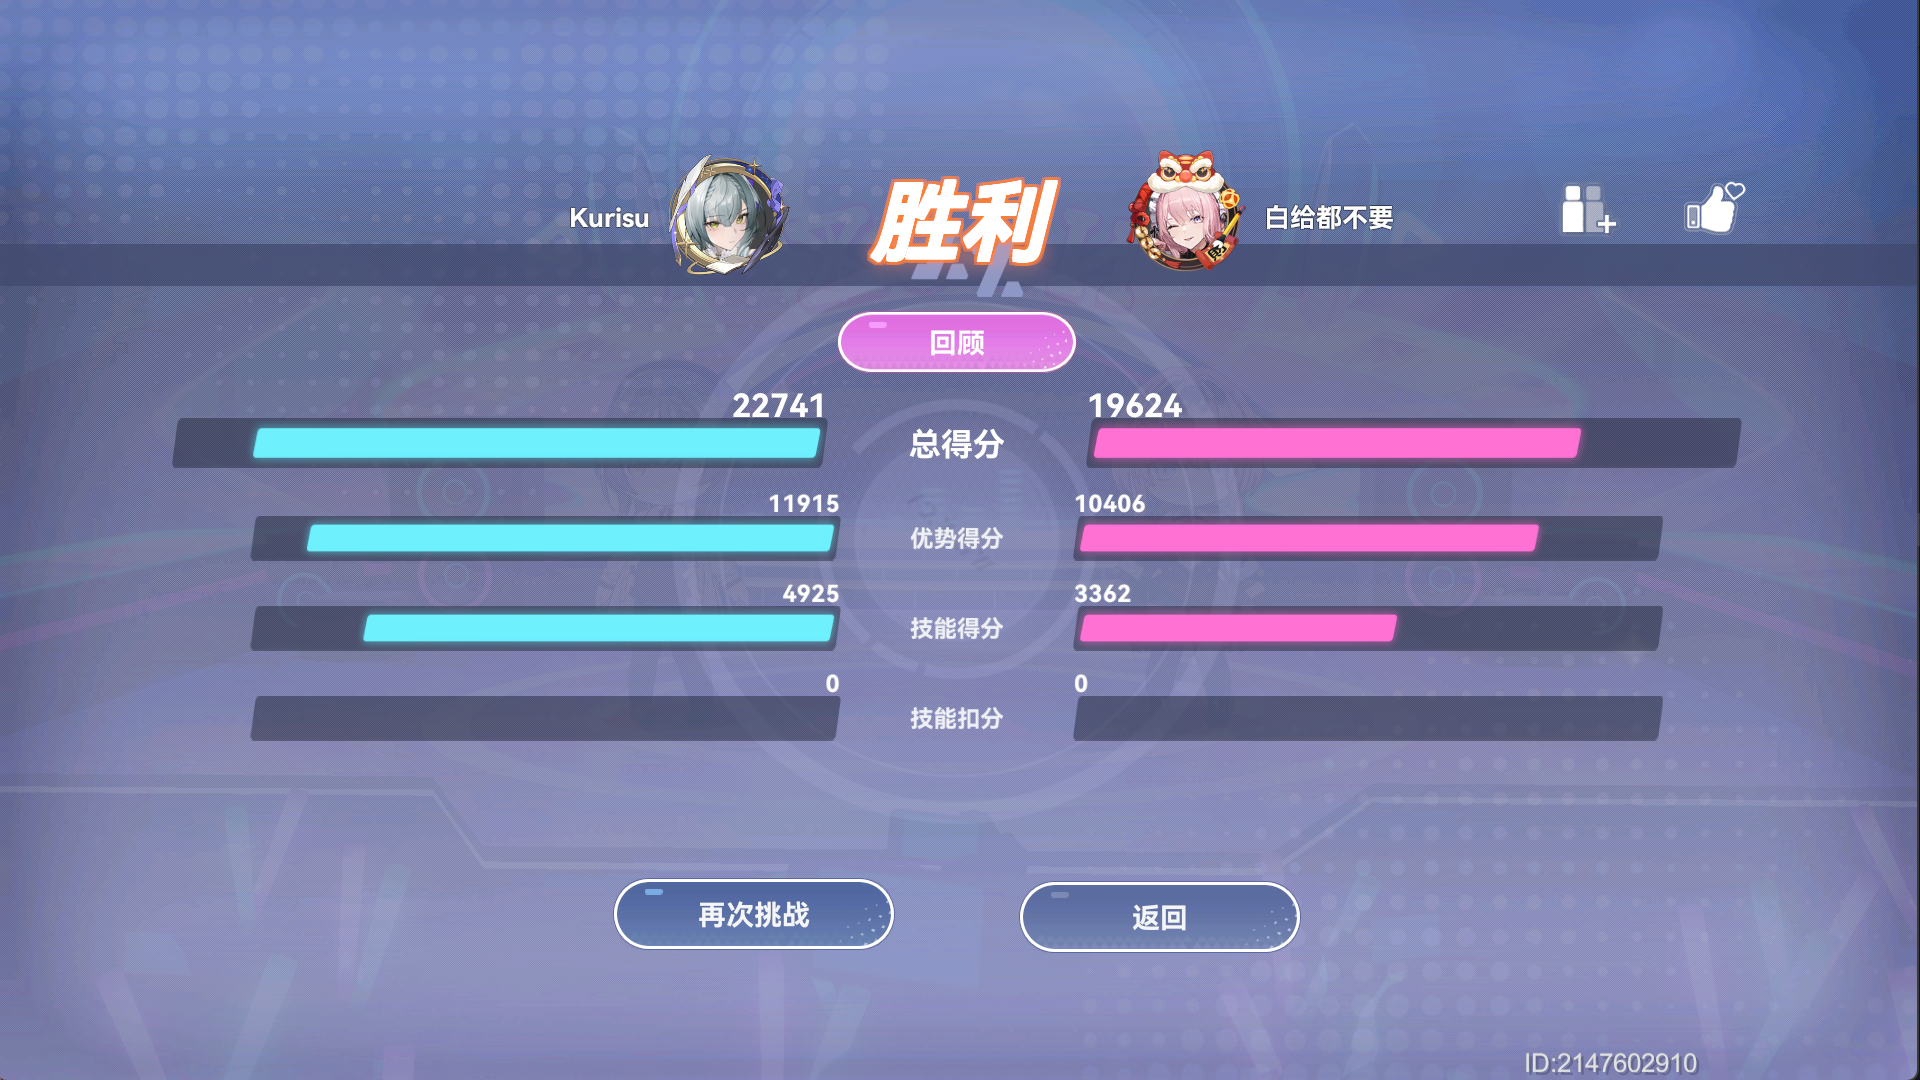 Kurisu
胜利
白给都不要
回顾
22741
总得分
19624
11915
优势得分
10406
4925
技能得分
3362
0
技能扣分
0
再次挑战
返回
ID:2147602910